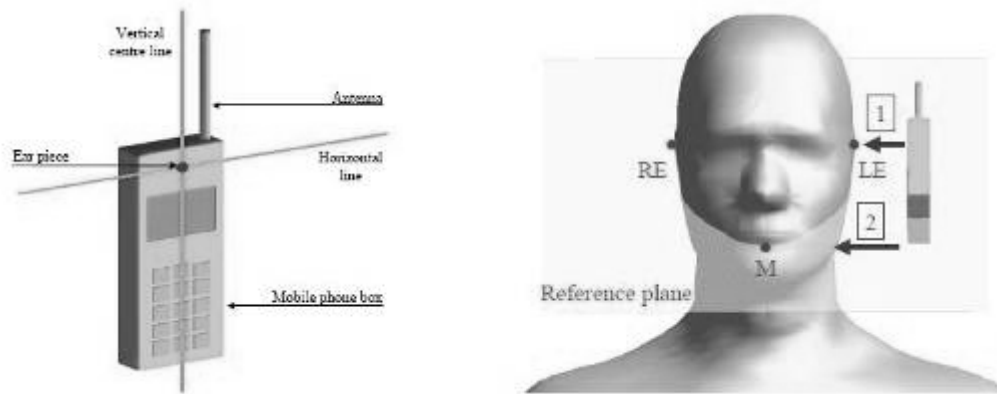 Vertical
centre line
Antenna
Ear piece
Horizontal
line
Mobile phone box
1
RE
LE
2
M
Reference plane